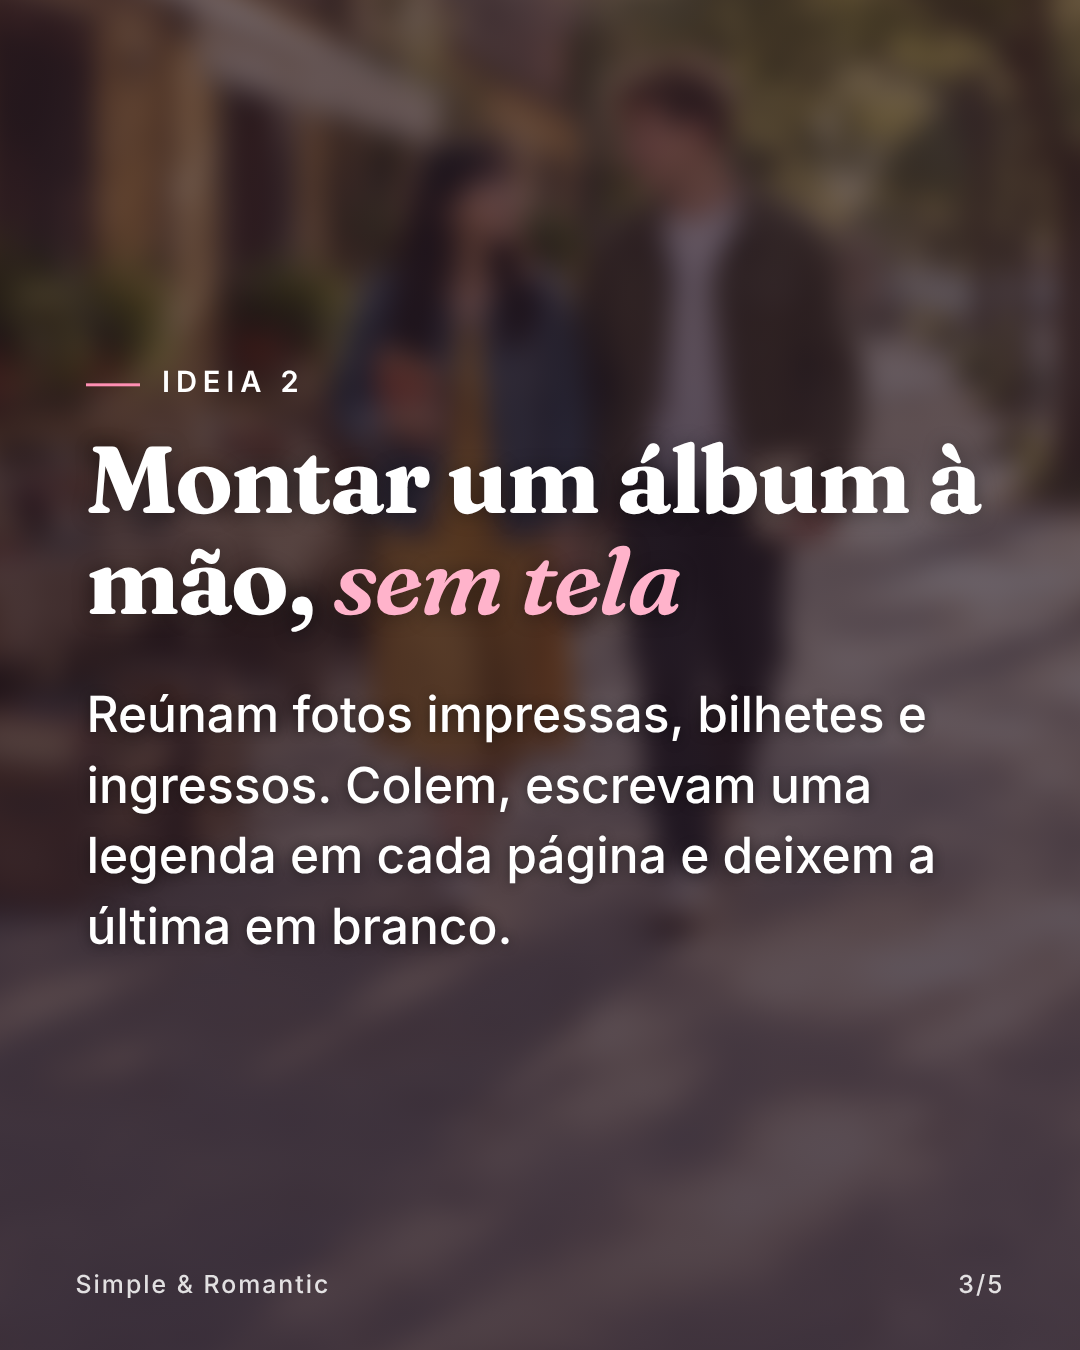 IDEIA 2
Montar um álbum à
mão, sem tela
Reúnam fotos impressas, bilhetes e
ingressos. Colem, escrevam uma
legenda em cada página e deixem a
última em branco.
Simple & Romantic
3/5